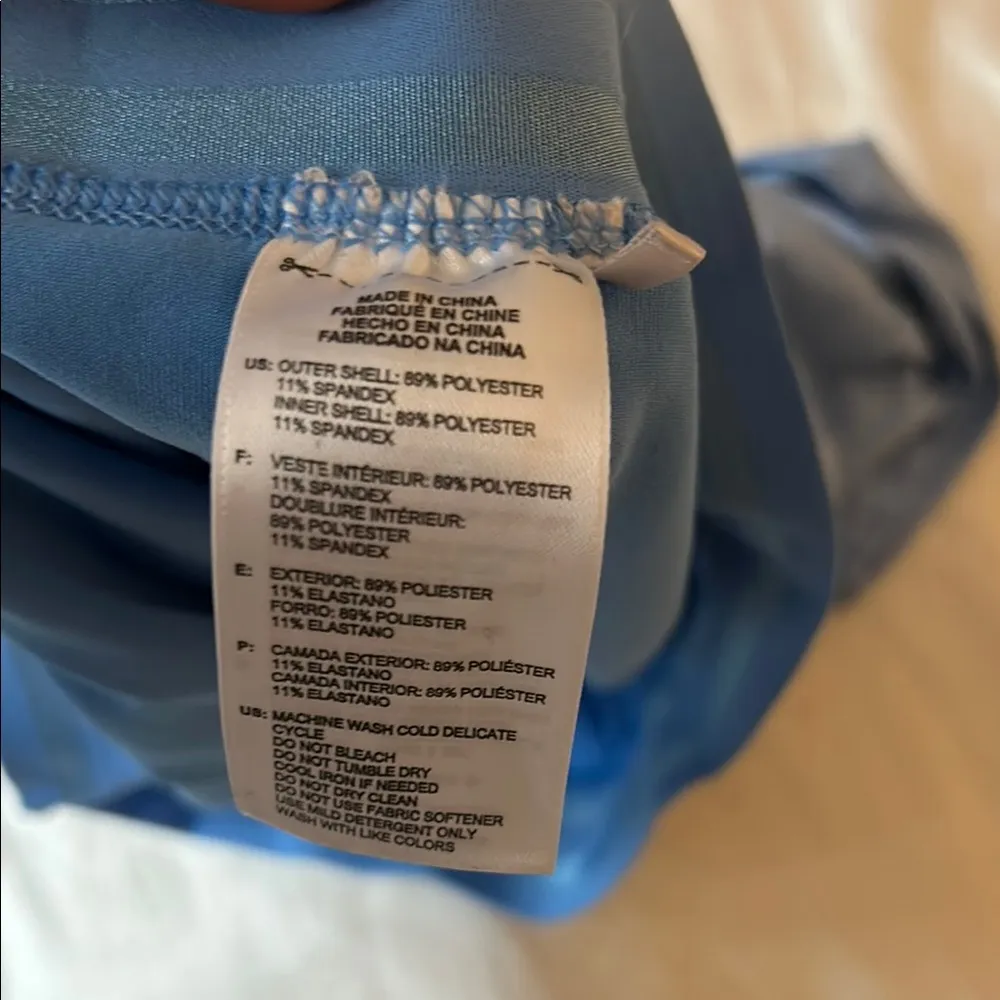 MADE IN CHINA
FABRIQUÉ EN CHINE
HECHO EN CHINA
FABRICADO NA CHINA
US: OUTER SHELL: 89% POLYESTER
11% SPANDEX
INNER SHELL: 89% POLYESTER
11% SPANDEX
F: VESTE INTÉRIEUR: 89% POLYESTER
11% SPANDEX
DOUBLURE INTÉRIEUR:
89% POLYESTER
11% SPANDEX
E: EXTERIOR: 89% POLIESTER
11% ELASTANO
FORRO: 89% POLIESTER
11% ELASTANO
P: CAMADA EXTERIOR: 89% POLIÉSTER
11% ELASTANO
CAMADA INTERIOR: 89% POLIÉSTER
11% ELASTANO
US: MACHINE WASH COLD DELICATE
CYCLE
DO NOT BLEACH
DO NOT TUMBLE DRY
COOL IRON IF NEEDED
DO NOT DRY CLEAN
DO NOT USE FABRIC SOFTENER
USE MILD DETERGENT ONLY
WASH WITH LIKE COLORS